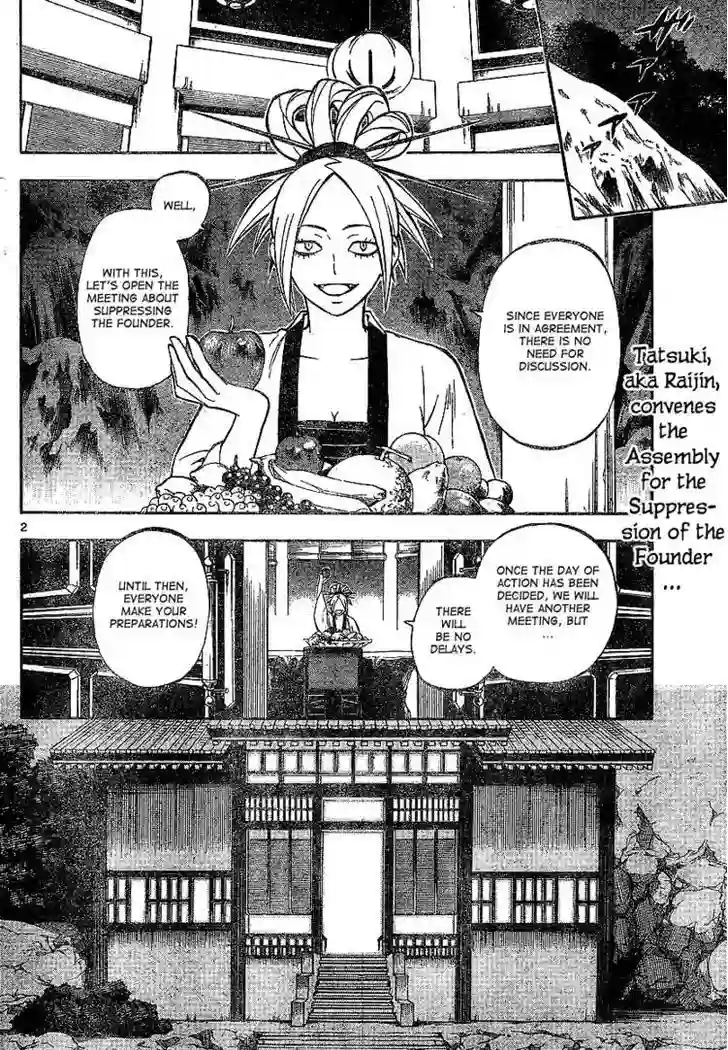 SINCE EVERYONE
IS IN AGREEMENT,
THERE IS NO
NEED FOR
DISCUSSION.
WELL,
WITH THIS,
LET'S OPEN THE
MEETING ABOUT
SUPPRESSING
THE FOUNDER.
Tatsuki,
aka Raijin,
convenes
the
Assembly
for the
Suppres-
sion of the
Founder
...
2
ONCE THE DAY OF
ACTION HAS BEEN
DECIDED, WE WILL
HAVE ANOTHER
MEETING, BUT
...
THERE
WILL
BE NO
DELAYS.
UNTIL THEN,
EVERYONE
MAKE YOUR
PREPARATIONS!